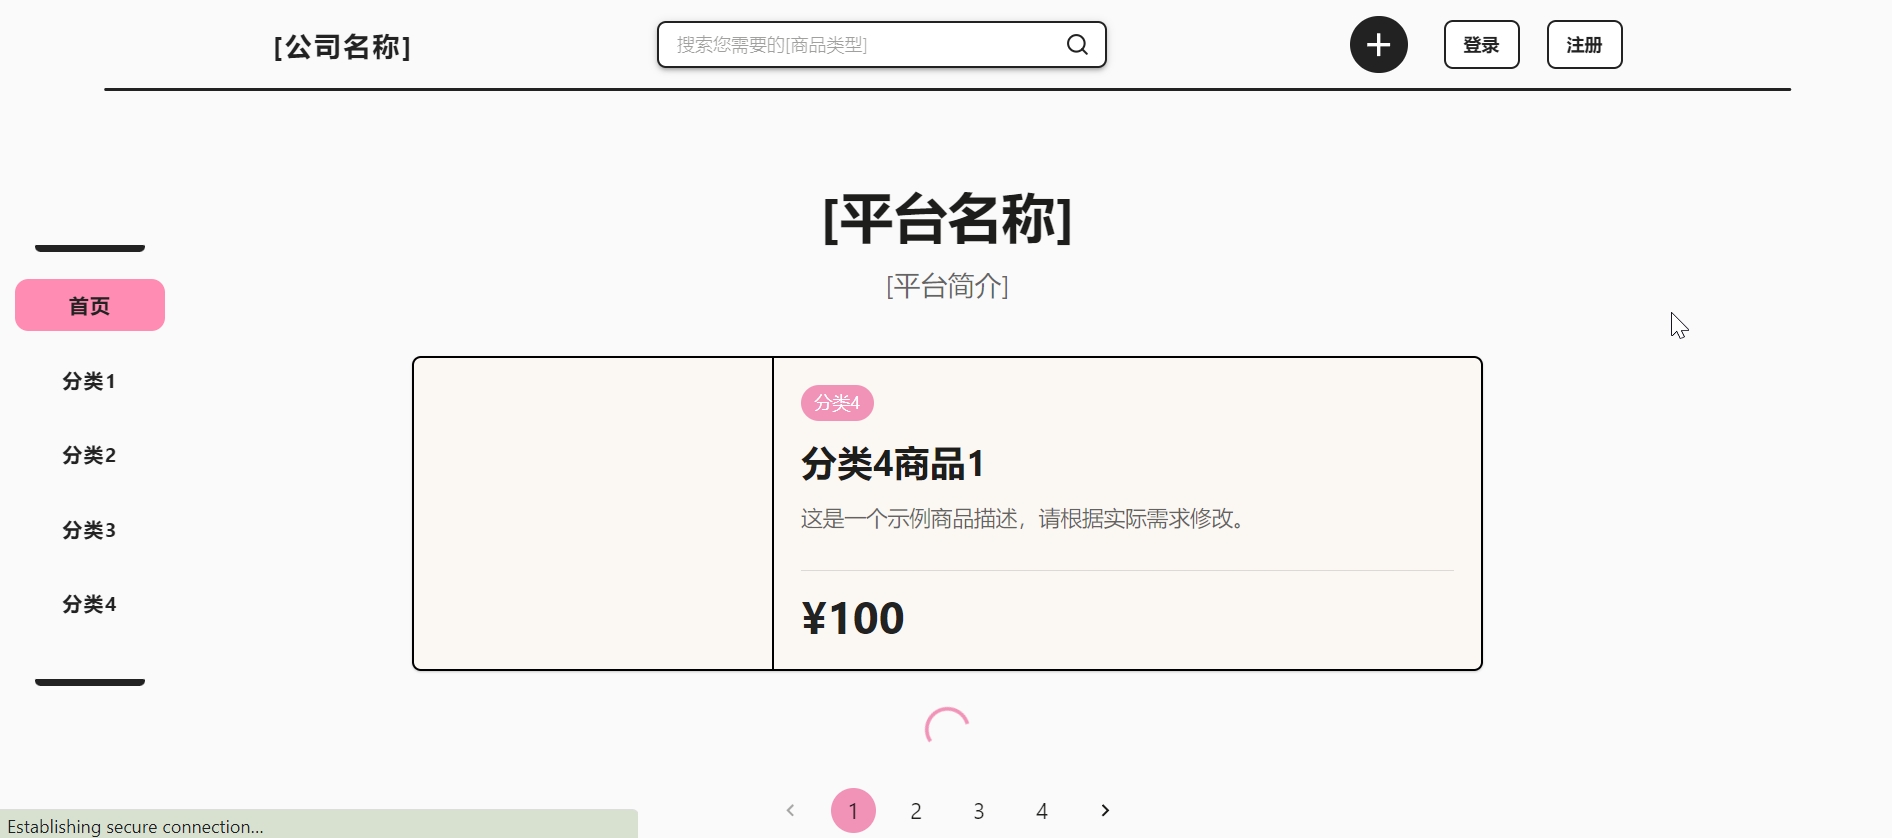 [公司名称]
搜索您需要的[商品类型]
登录
注册
[平台名称]
[平台简介]
首页
分类1
分类2
分类3
分类4
分类4
分类4商品1
这是一个示例商品描述，请根据实际需求修改。
¥100
1 2 3 4
Establishing secure connection...